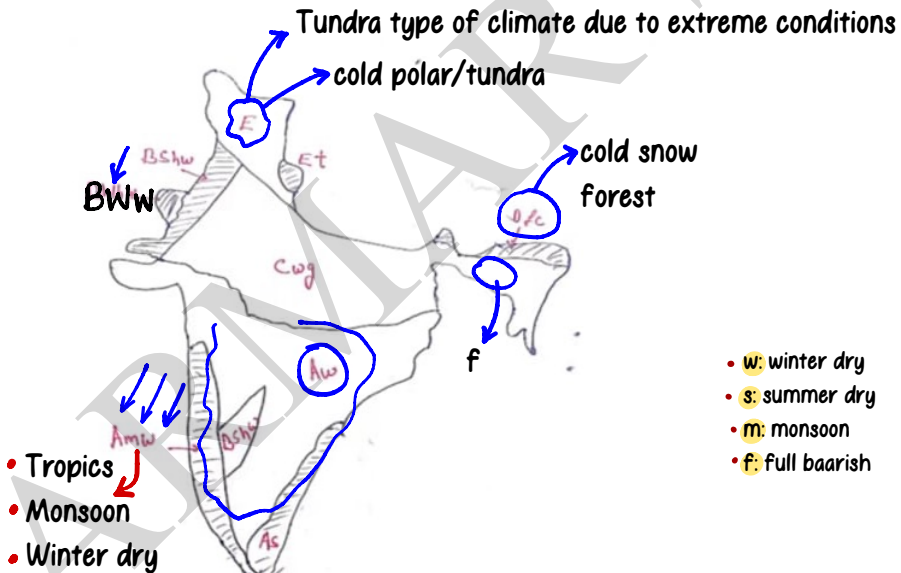 Tundra type of climate due to extreme conditions
cold polar/tundra
E
BShw
Et
BWw
cold snow
forest
Dfc
Cwg
f
Aw
Amw
BShw
As
• Tropics
• Monsoon
• Winter dry
• w: winter dry
• s: summer dry
• m: monsoon
• f: full baarish